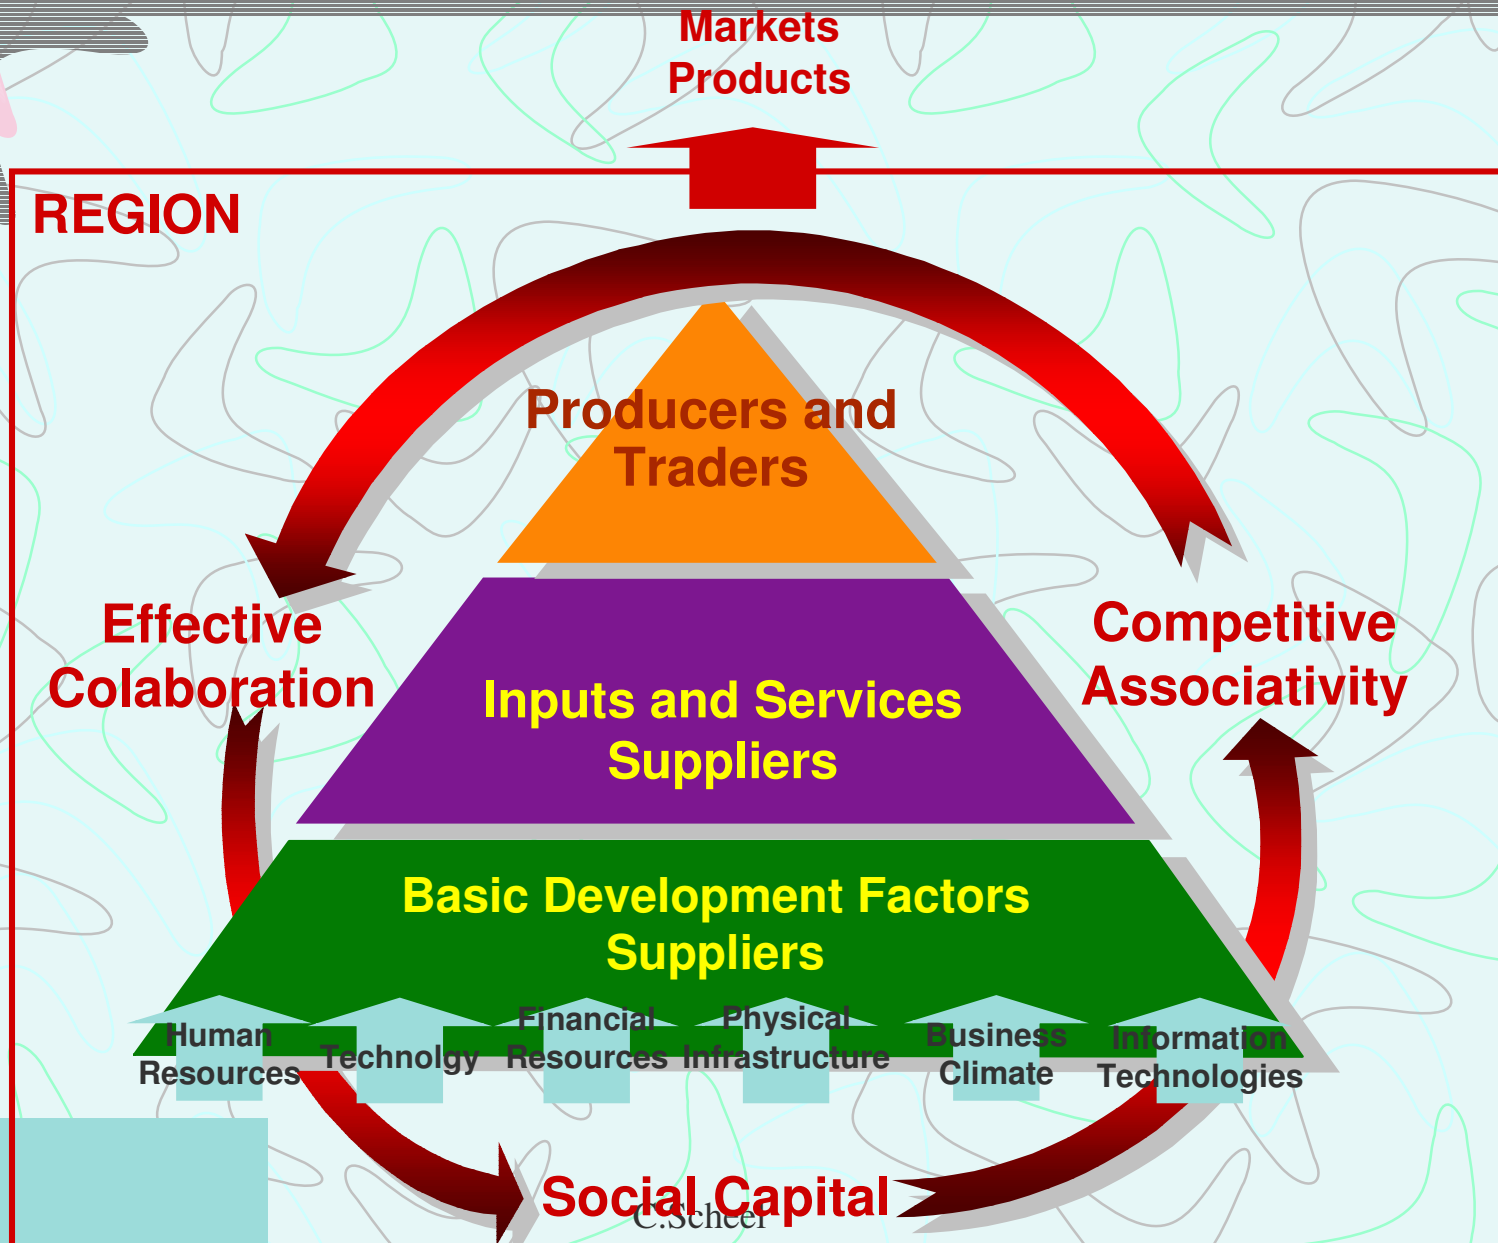 Markets
Products
REGION
Producers and
Traders
Effective
Colaboration
Competitive
Associativity
Inputs and Services
Suppliers
Basic Development Factors
Suppliers
Human
Resources
Technolgy
Financial
Resources
Physical
Infrastructure
Business
Climate
Information
Technologies
Social Capital
C.Scheel